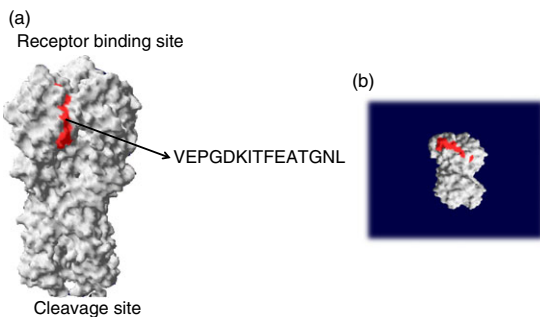 (a)
Receptor binding site
(b)
VEPGDKITFEATGNL
Cleavage site